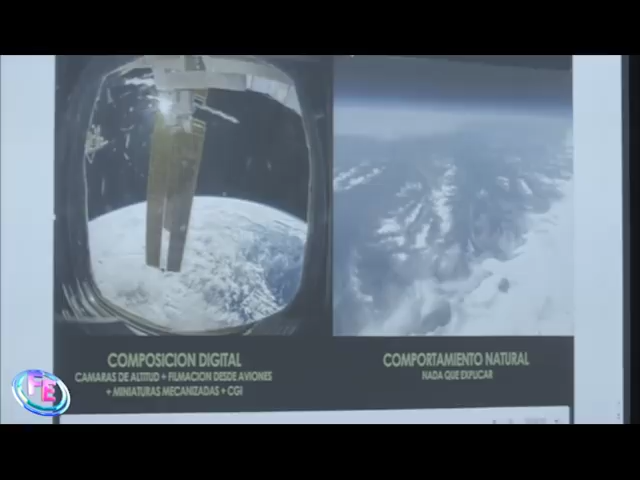 COMPOSICION DIGITAL
CAMARAS DE ALTITUD + FILMACION DESDE AVIONES
+ MINIATURAS MECANIZADAS + CGI
COMPORTAMIENTO NATURAL
NADA QUE EXPLICAR
FE